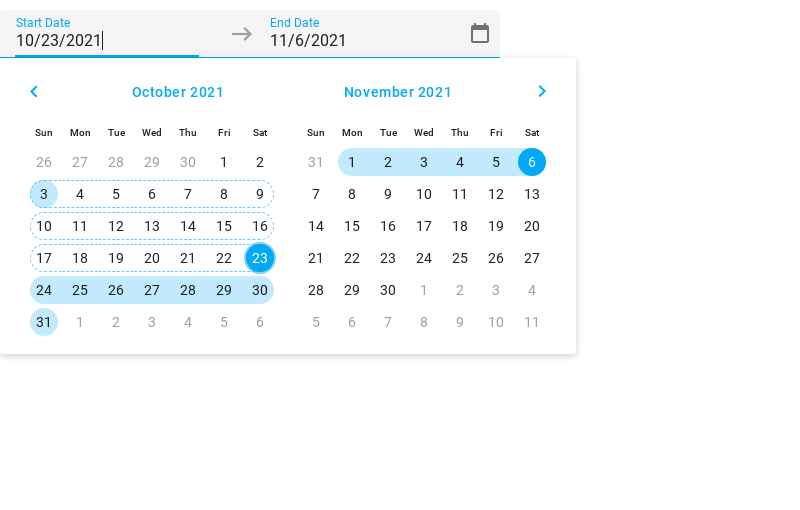 Start Date End Date
10/23/2021 11/6/2021
October 2021 November 2021
Sun Mon Tue Wed Thu Fri Sat Sun Mon Tue Wed Thu Fri Sat
26 27 28 29 30 1 2 31 1 2 3 4 5 6
3 4 5 6 7 8 9 7 8 9 10 11 12 13
10 11 12 13 14 15 16 14 15 16 17 18 19 20
17 18 19 20 21 22 23 21 22 23 24 25 26 27
24 25 26 27 28 29 30 28 29 30 1 2 3 4
31 1 2 3 4 5 6 5 6 7 8 9 10 11